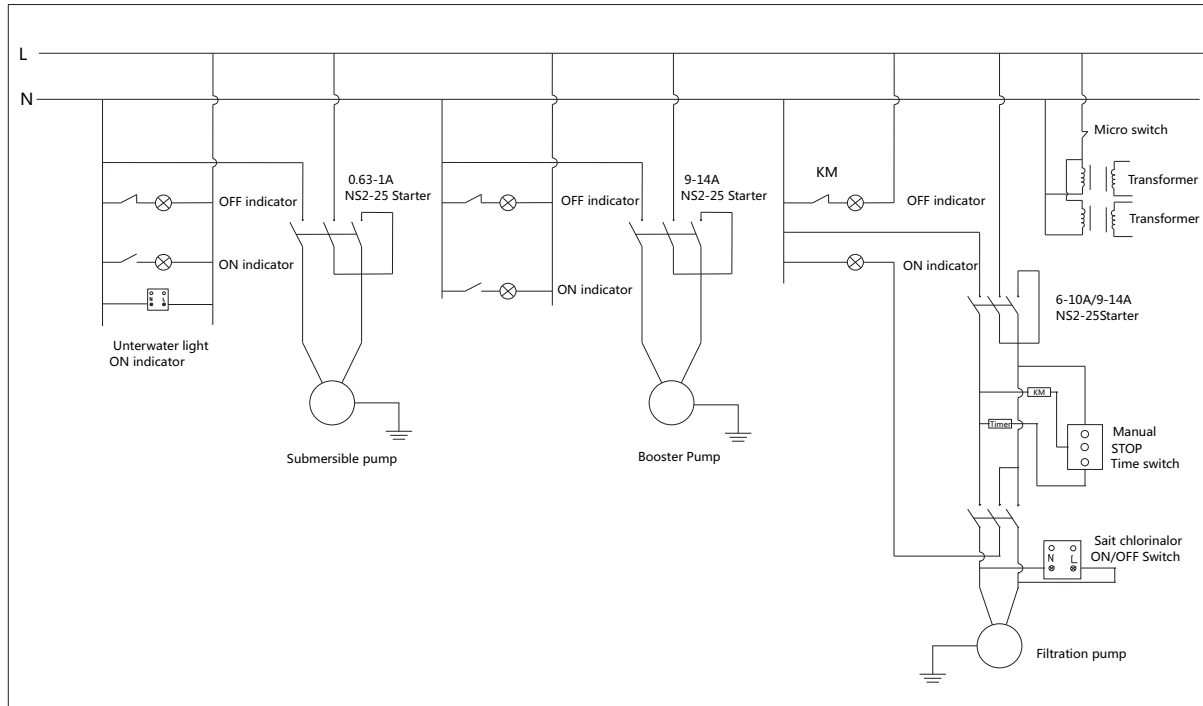 L
N
0.63-1A
NS2-25 Starter
OFF indicator
ON indicator
N L
Unterwater light
ON indicator
Submersible pump
9-14A
NS2-25 Starter
OFF indicator
ON indicator
Booster Pump
KM
OFF indicator
ON indicator
Micro switch
Transformer
Transformer
6-10A/9-14A
NS2-25Starter
KM
Timer
Manual
STOP
Time switch
N L
Sait chlorinalor
ON/OFF Switch
Filtration pump